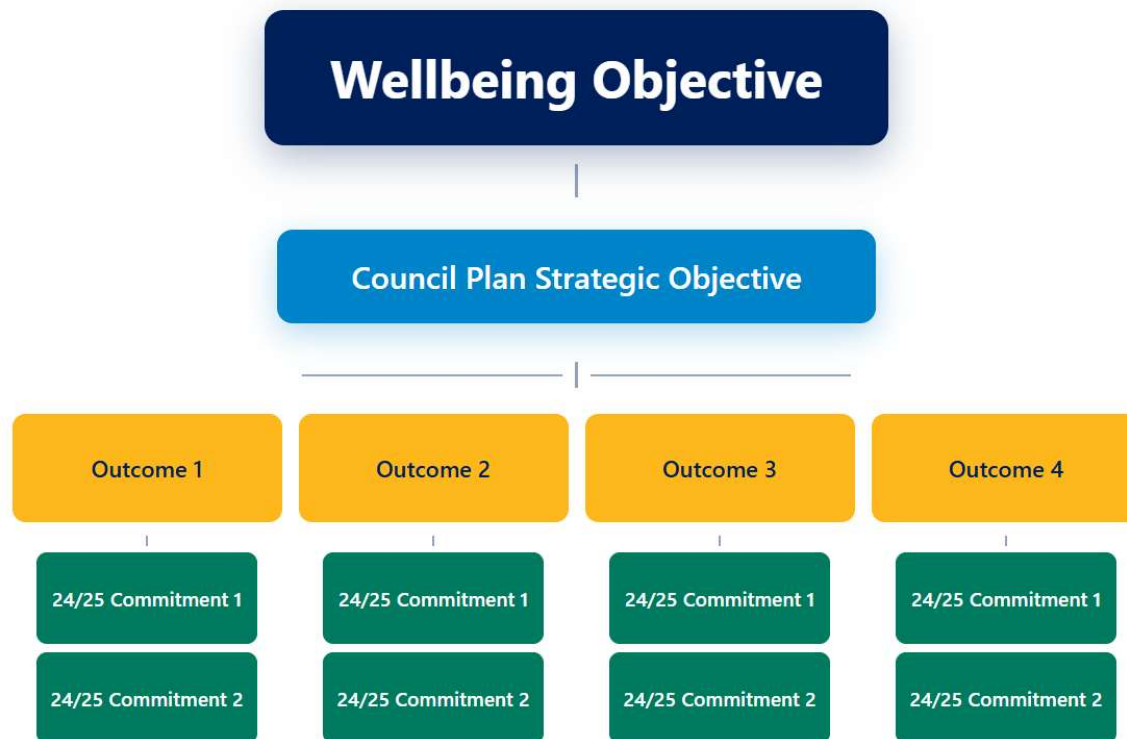 Wellbeing Objective
Council Plan Strategic Objective
Outcome 1
Outcome 2
Outcome 3
Outcome 4
24/25 Commitment 1
24/25 Commitment 1
24/25 Commitment 1
24/25 Commitment 1
24/25 Commitment 2
24/25 Commitment 2
24/25 Commitment 2
24/25 Commitment 2